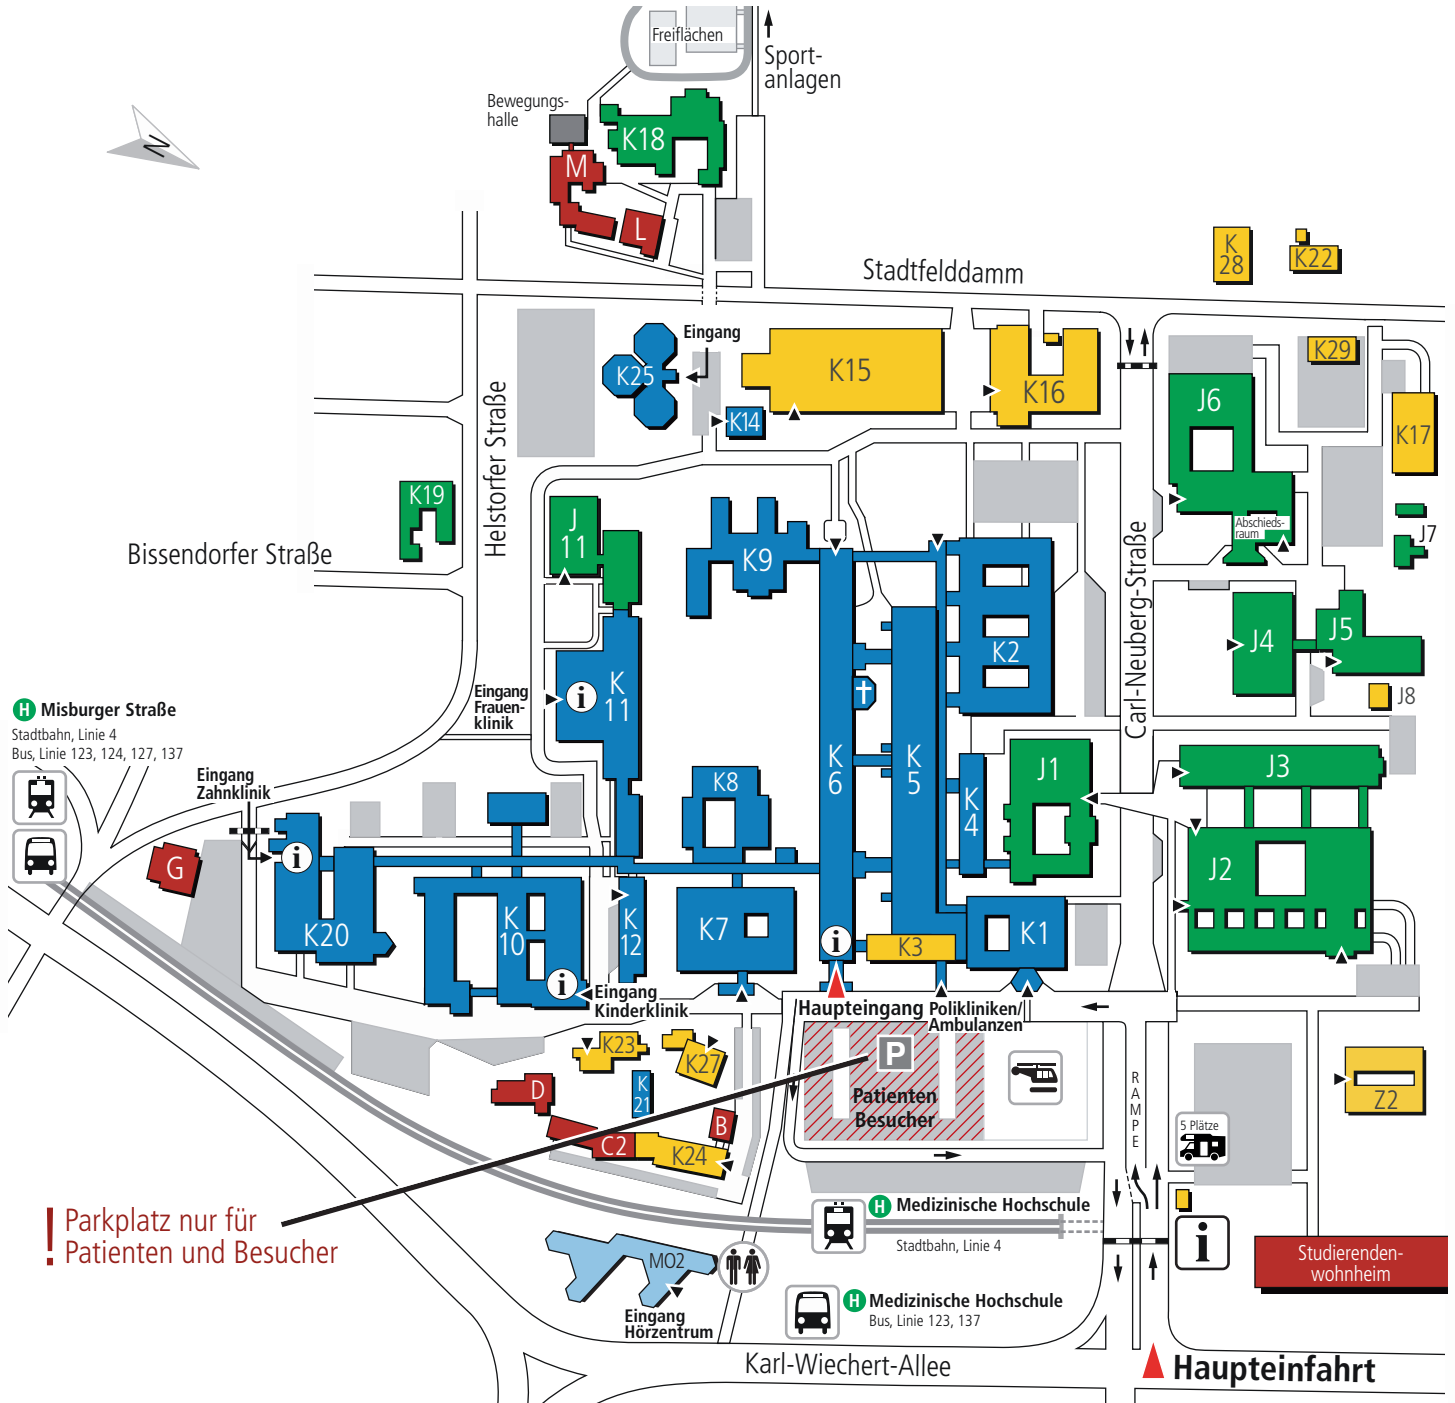 Freiflächen
Sport-
anlagen
Bewegungs-
halle
K18
M
L
N
Stadtfelddamm
K
28
K22
Eingang
K25
K14
K15
K16
K29
J6
K17
Helstorfer Straße
K19
Bissendorfer Straße
J
11
K9
K2
Carl-Neuberg-Straße
Abschieds-
raum
J7
J4
J5
J8
Eingang
Frauen-
klinik
K
11
i
K
6
K
5
K
4
J1
J3
J2
H Misburger Straße
Stadtbahn, Linie 4
Bus, Linie 123, 124, 127, 137
Eingang
Zahnklinik
G
i
K20
K
10
i
K
12
K8
K7
i
K3
K1
Eingang
Kinderklinik
Haupteingang
Polikliniken/
Ambulanzen
P
Patienten
Besucher
K23
K27
K
21
D
C2
B
K24
RAMPE
Z2
5 Plätze
! Parkplatz nur für
Patienten und Besucher
H Medizinische Hochschule
Stadtbahn, Linie 4
i
Studierenden-
wohnheim
MO2
Eingang
Hörzentrum
H Medizinische Hochschule
Bus, Linie 123, 137
Karl-Wiechert-Allee
Haupteinfahrt